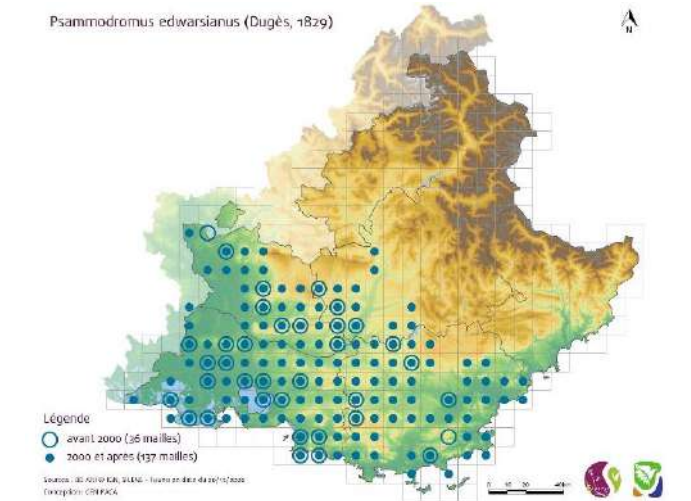 Psammodromus edwarsianus (Dugès, 1829)
N
Légende
avant 2000 (36 mailles)
2000 et après (137 mailles)
Conception: CEN PACA